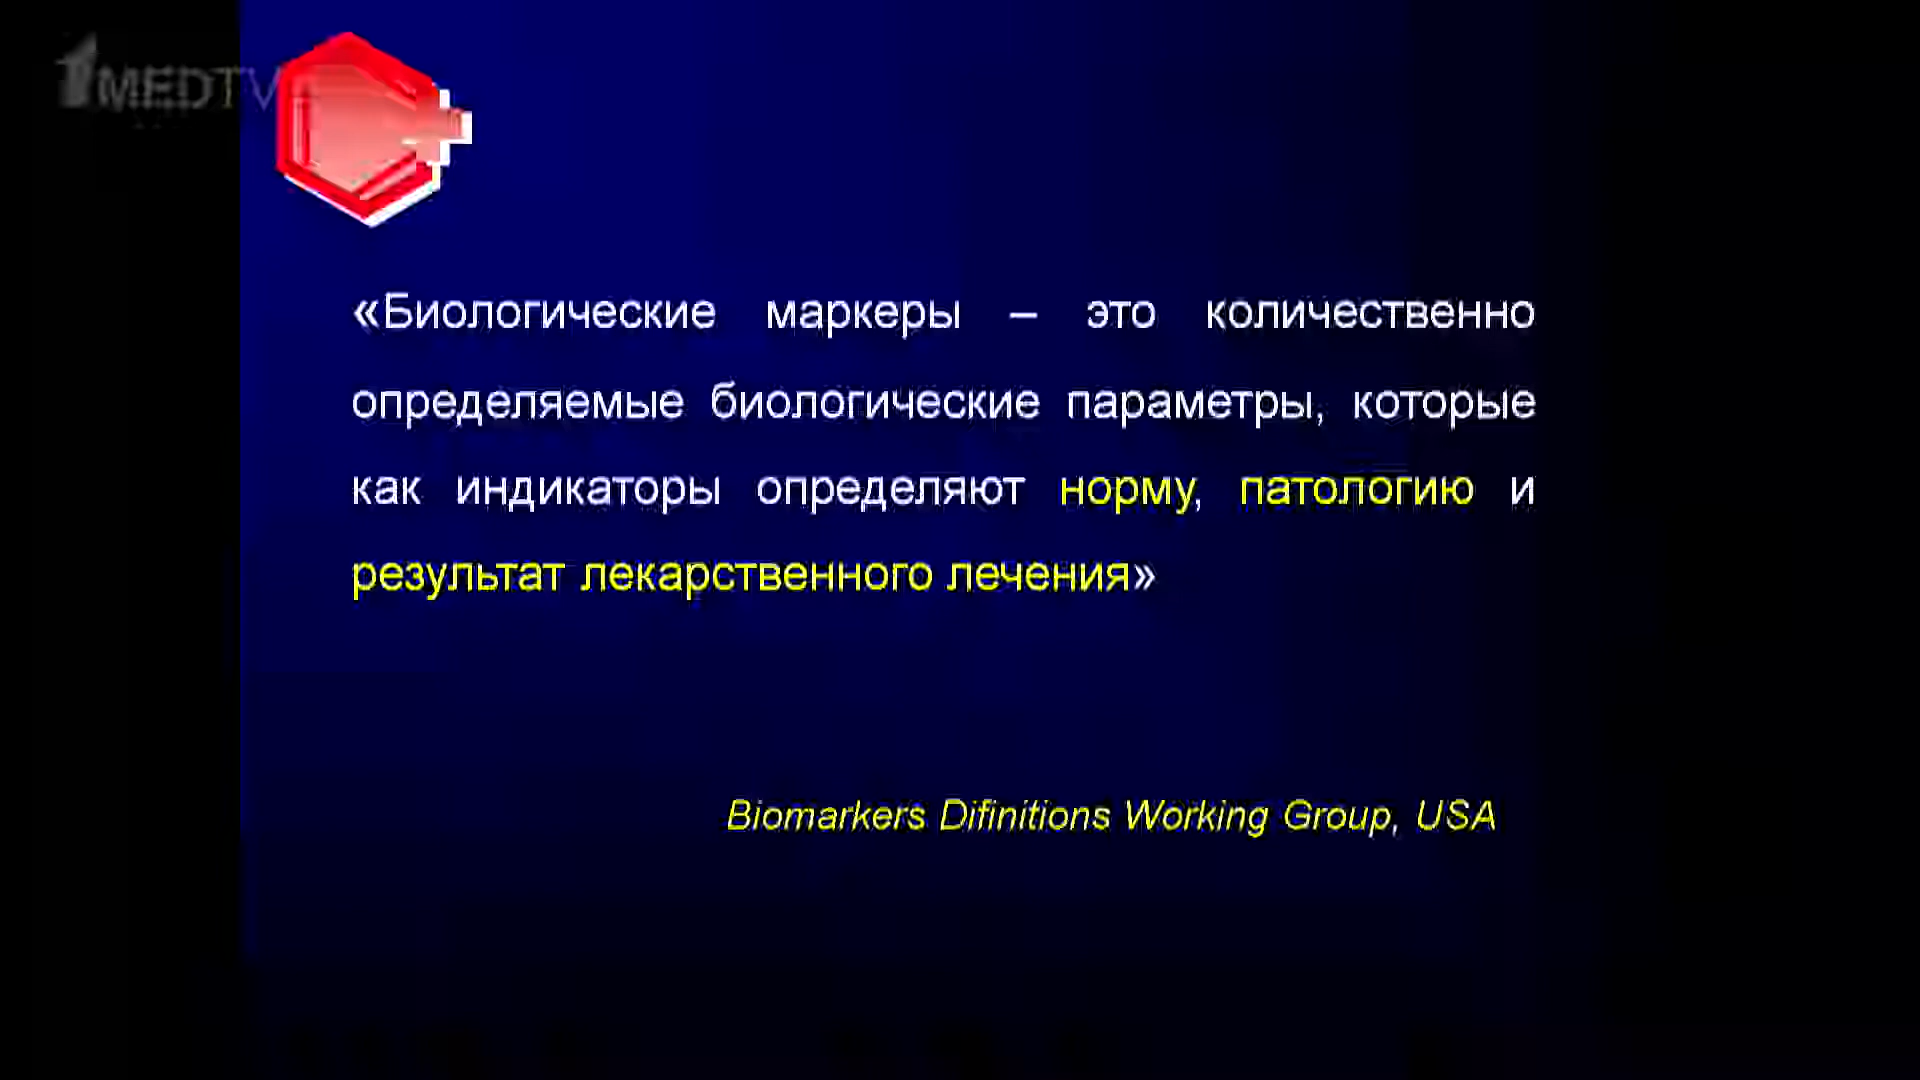 1MEDTV
«Биологические маркеры – это количественно
определяемые биологические параметры, которые
как индикаторы определяют норму, патологию и
результат лекарственного лечения»
Biomarkers Difinitions Working Group, USA